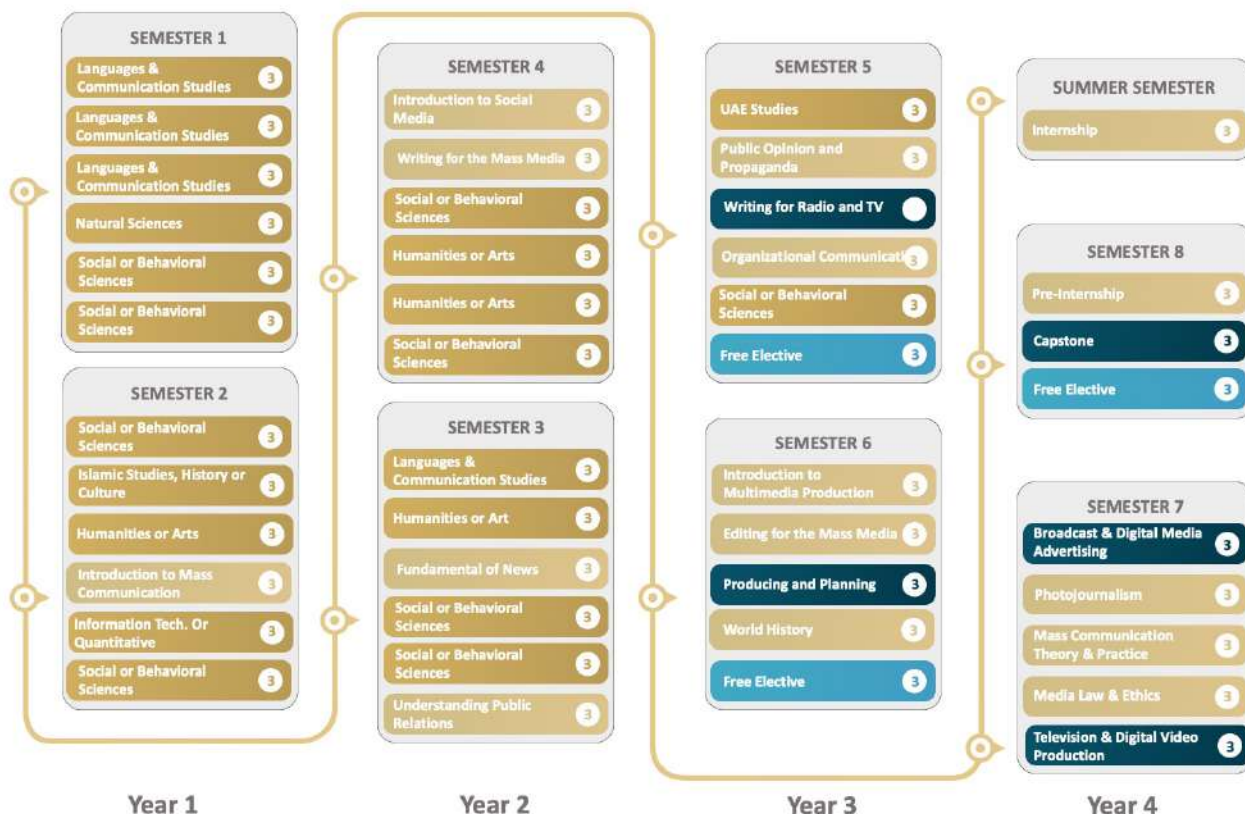 SEMESTER 1
Languages &
Communication Studies
3
Languages &
Communication Studies
3
Languages &
Communication Studies
3
Natural Sciences
3
Social or Behavioral
Sciences
3
Social or Behavioral
Sciences
3
SEMESTER 2
Social or Behavioral
Sciences
3
Islamic Studies, History or
Culture
3
Humanities or Arts
3
Introduction to Mass
Communication
3
Information Tech. Or
Quantitative
3
Social or Behavioral
Sciences
3
Year 1
SEMESTER 4
Introduction to Social
Media
3
Writing for the Mass Media
3
Social or Behavioral
Sciences
3
Humanities or Arts
3
Humanities or Arts
3
Social or Behavioral
Sciences
3
SEMESTER 3
Languages &
Communication Studies
3
Humanities or Art
3
Fundamental of News
3
Social or Behavioral
Sciences
3
Social or Behavioral
Sciences
3
Understanding Public
Relations
3
Year 2
SEMESTER 5
UAE Studies
3
Public Opinion and
Propaganda
3
Writing for Radio and TV
Organizational Communicati
3
Social or Behavioral
Sciences
3
Free Elective
3
SEMESTER 6
Introduction to
Multimedia Production
3
Editing for the Mass Media
3
Producing and Planning
3
World History
3
Free Elective
3
Year 3
SUMMER SEMESTER
Internship
3
SEMESTER 8
Pre-Internship
3
Capstone
3
Free Elective
3
SEMESTER 7
Broadcast & Digital Media
Advertising
3
Photojournalism
3
Mass Communication
Theory & Practice
3
Media Law & Ethics
3
Television & Digital Video
Production
3
Year 4